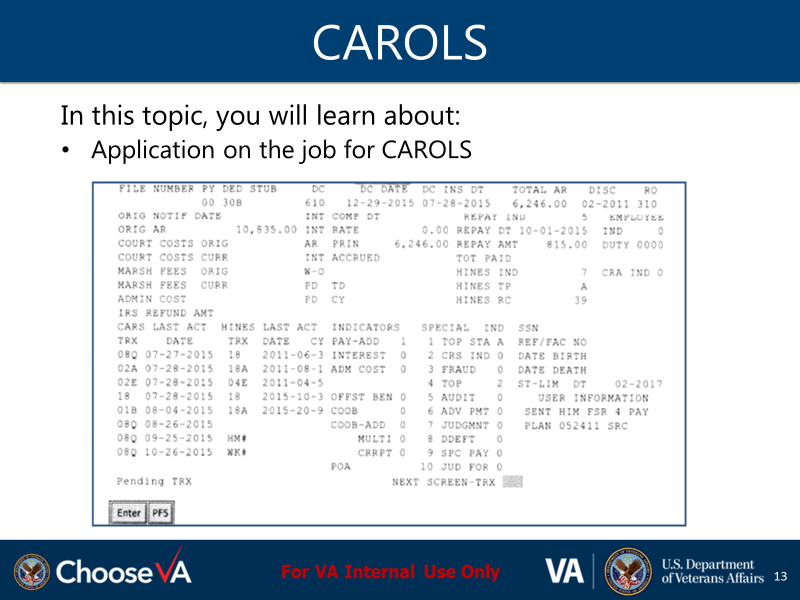 CAROLS
In this topic, you will learn about:
• Application on the job for CAROLS
FILE NUMBER PY DED STUB DC DC DATE DC INS DT TOTAL AR DISC RO
00 30B 610 12-29-2015 07-28-2015 6,246.00 02-2011 310
ORIG NOTIF DATE INT COMP DT REPAY IND 5 EMPLOYEE
ORIG AR 10,835.00 INT RATE 0.00 REPAY DT 10-01-2015 IND 0
COURT COSTS ORIG AR PRIN 6,246.00 REPAY AMT 815.00 DUTY 0000
COURT COSTS CURR INT ACCRUED TOT PAID
MARSH FEES ORIG W-O HINES IND 7 CRA IND 0
MARSH FEES CURR PD TD HINES TP A
ADMIN COST PD CY HINES RC 39
IRS REFUND AMT
CARS LAST ACT HINES LAST ACT INDICATORS SPECIAL IND SSN
TRX DATE TRX DATE CY PAY-ADD 1 1 TOP STA A REF/FAC NO
08Q 07-27-2015 18 2011-06-3 INTEREST 0 2 CRS IND 0 DATE BIRTH
02A 07-28-2015 18A 2011-08-1 ADM COST 0 3 FRAUD 0 DATE DEATH
02E 07-28-2015 04E 2011-04-5 4 TOP 2 ST-LIM DT 02-2017
18 07-28-2015 18 2015-10-3 OFFST BEN 0 5 AUDIT 0 USER INFORMATION
01B 08-04-2015 18A 2015-20-9 COOB 0 6 ADV PMT 0 SENT HIM FSR 4 PAY
08Q 08-26-2015 COOB-ADD 0 7 JUDGMNT 0 PLAN 052411 SRC
08Q 09-25-2015 HM# MULTI 0 8 DDEFT 0
08Q 10-26-2015 WK# CRRPT 0 9 SPC PAY 0
POA 10 JUD FOR 0
Pending TRX NEXT SCREEN-TRX
Enter PF5
Choose VA
For VA Internal Use Only
VA
U.S. Department
of Veterans Affairs
13